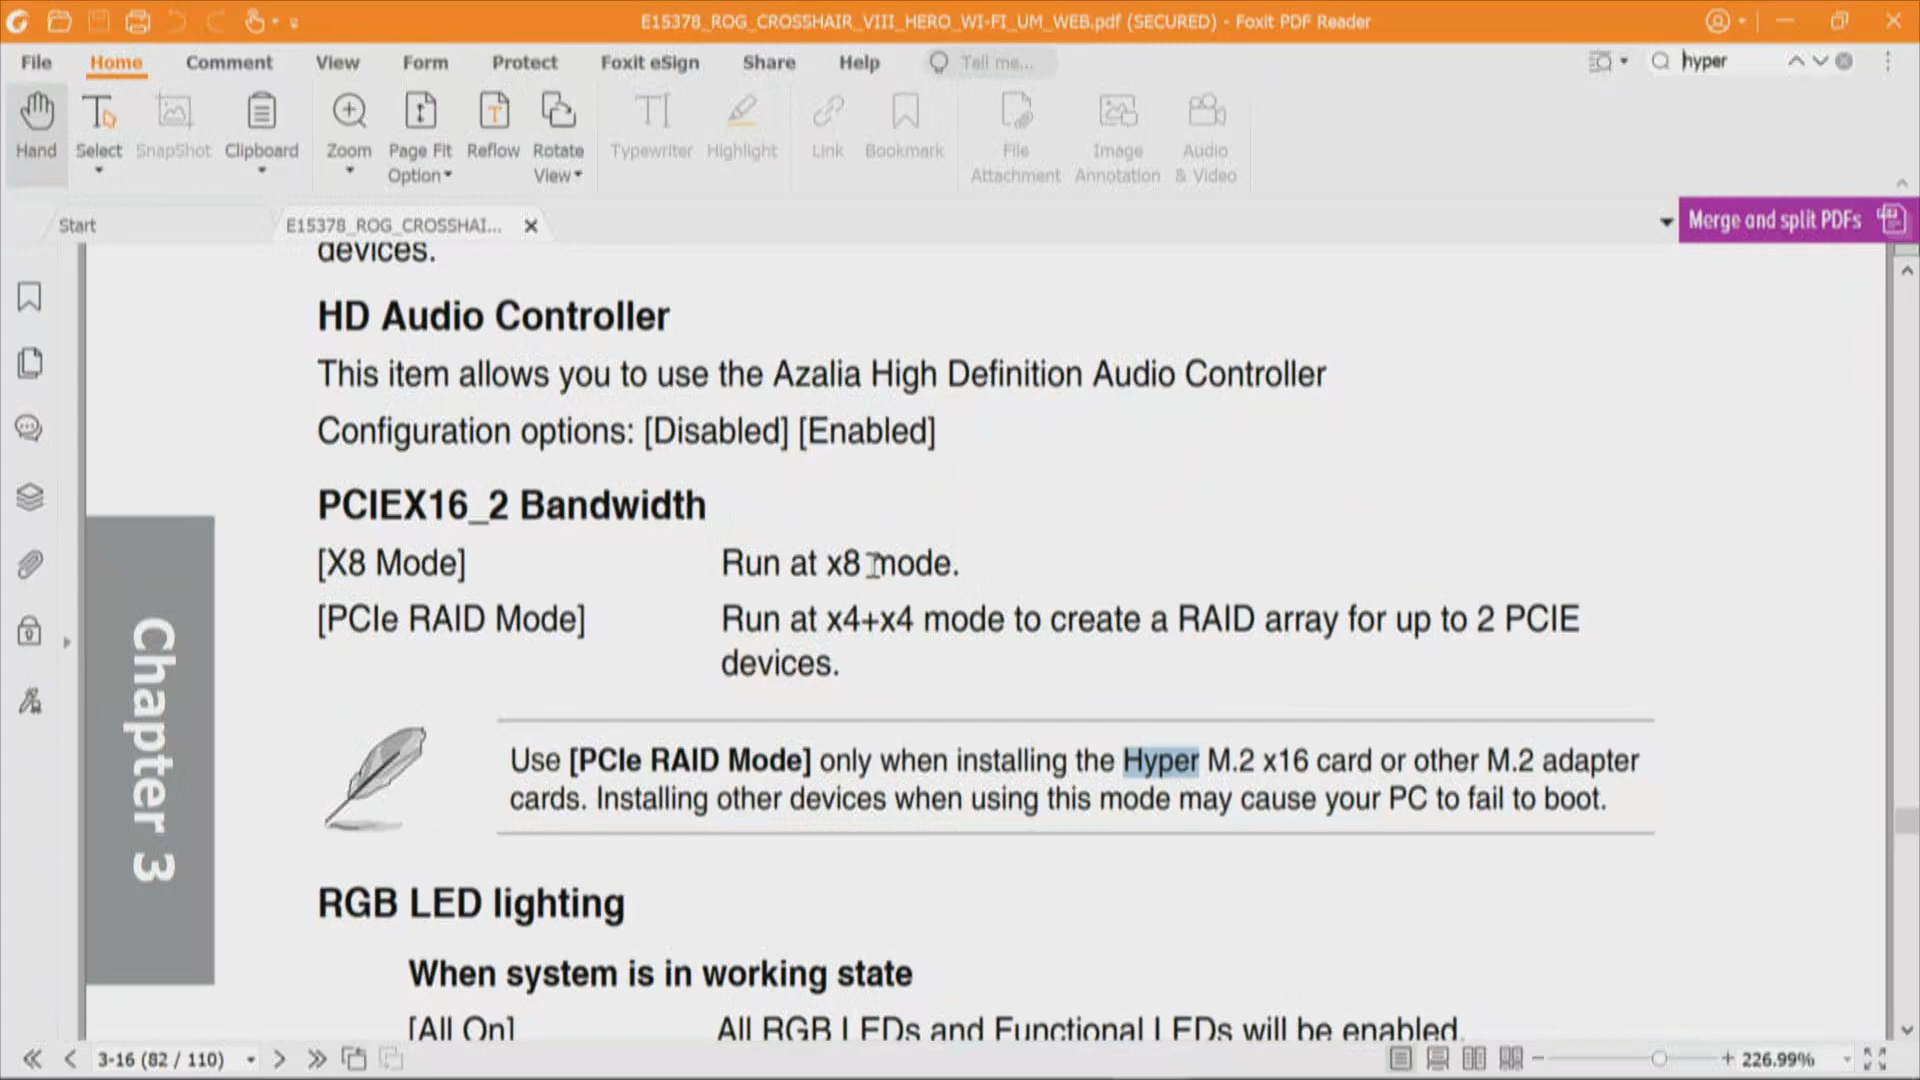 E15378_ROG_CROSSHAIR_VIII_HERO_WI-FI_UM_WEB.pdf (SECURED) - Foxit PDF Reader
File Home Comment View Form Protect Foxit eSign Share Help Tell me... hyper
Hand Select SnapShot Clipboard Zoom Page Fit Option Reflow Rotate View Typewriter Highlight Link Bookmark File Attachment Image Annotation Audio & Video
Start E15378_ROG_CROSSHAI... Merge and split PDFs
devices.
HD Audio Controller
This item allows you to use the Azalia High Definition Audio Controller
Configuration options: [Disabled] [Enabled]
PCIEX16_2 Bandwidth
[X8 Mode] Run at x8 mode.
[PCIe RAID Mode] Run at x4+x4 mode to create a RAID array for up to 2 PCIE
devices.
Use [PCIe RAID Mode] only when installing the Hyper M.2 x16 card or other M.2 adapter
cards. Installing other devices when using this mode may cause your PC to fail to boot.
Chapter 3
RGB LED lighting
When system is in working state
[All On] All RGB LEDs and Functional LEDs will be enabled.
3-16 (82 / 110) 226.99%